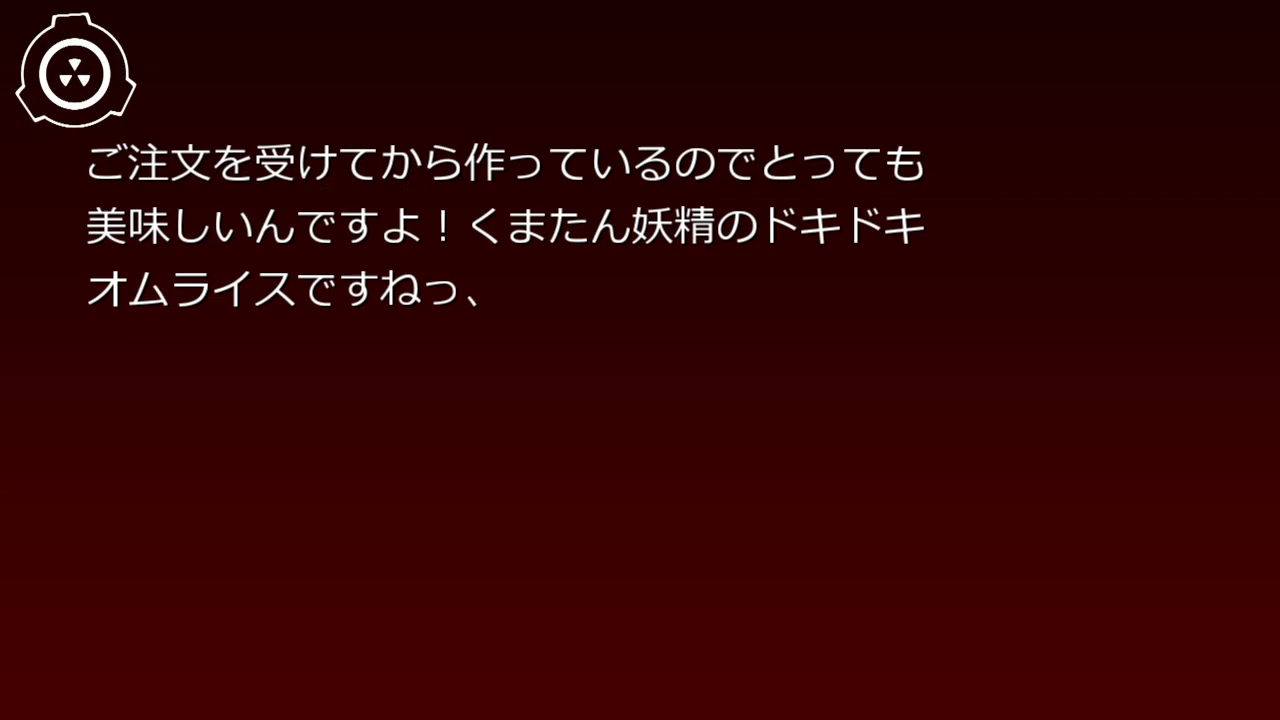 ご注文を受けてから作っているのでとっても
美味しいんですよ！くまたん妖精のドキドキ
オムライスですねっ、